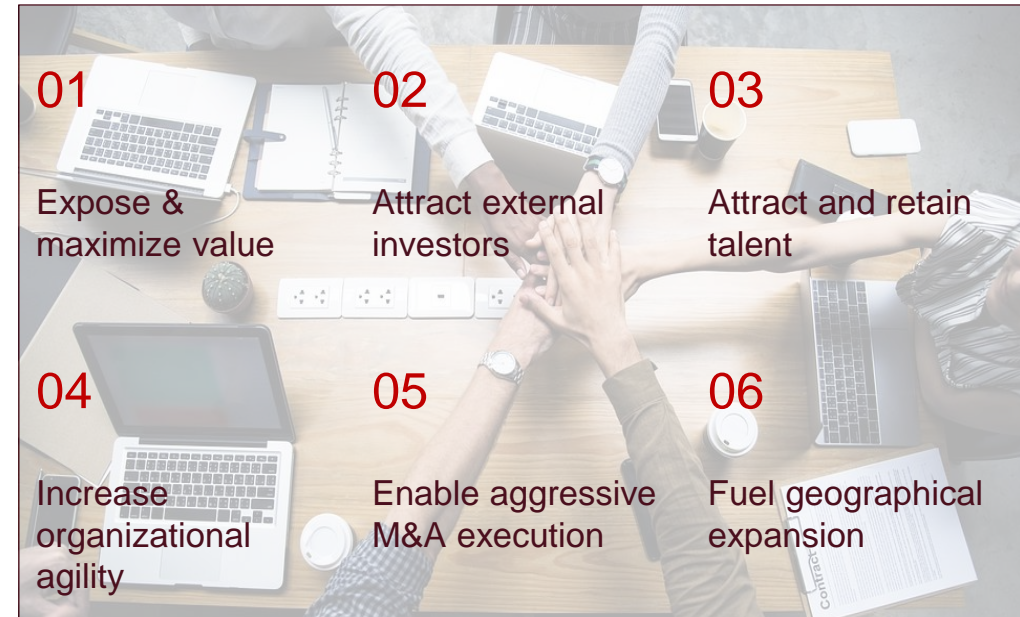 01
Expose &
maximize value
02
Attract external
investors
03
Attract and retain
talent
04
Increase
organizational
agility
05
Enable aggressive
M&A execution
06
Fuel geographical
expansion
Contract